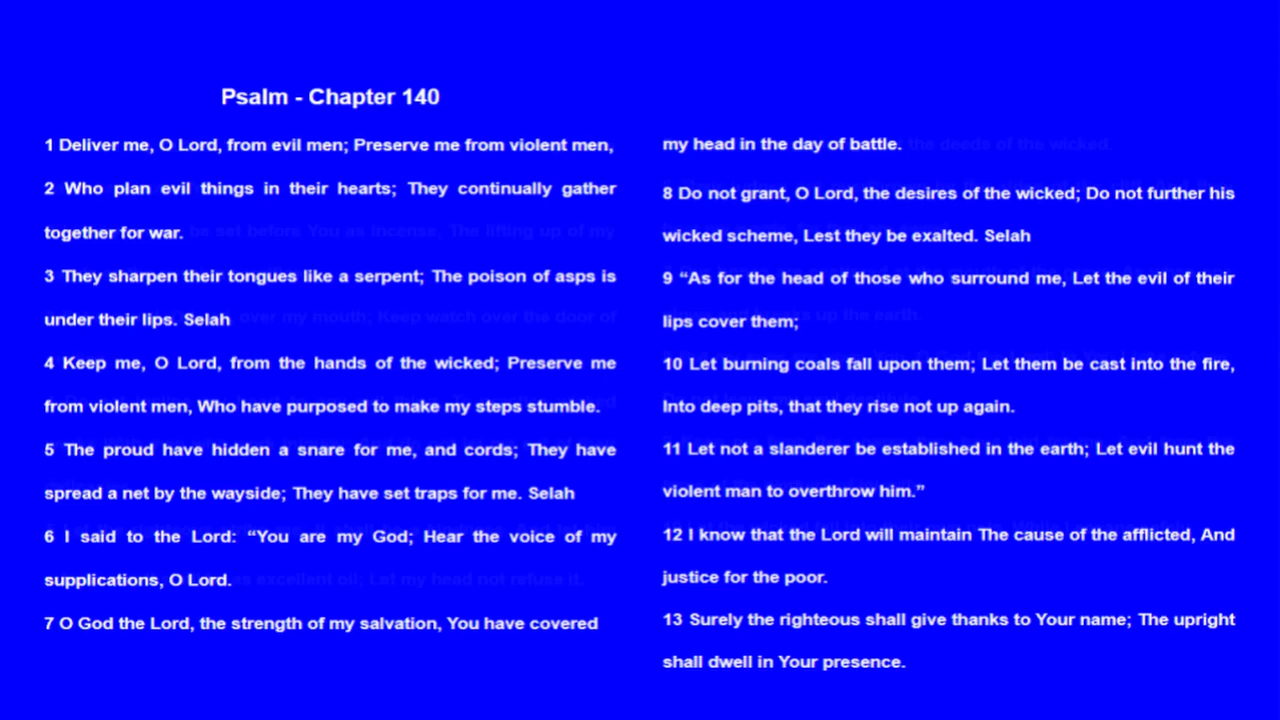 Psalm - Chapter 140
1 Deliver me, O Lord, from evil men; Preserve me from violent men,
2 Who plan evil things in their hearts; They continually gather
together for war.
3 They sharpen their tongues like a serpent; The poison of asps is
under their lips. Selah
4 Keep me, O Lord, from the hands of the wicked; Preserve me
from violent men, Who have purposed to make my steps stumble.
5 The proud have hidden a snare for me, and cords; They have
spread a net by the wayside; They have set traps for me. Selah
6 I said to the Lord: “You are my God; Hear the voice of my
supplications, O Lord.
7 O God the Lord, the strength of my salvation, You have covered
my head in the day of battle.
8 Do not grant, O Lord, the desires of the wicked; Do not further his
wicked scheme, Lest they be exalted. Selah
9 “As for the head of those who surround me, Let the evil of their
lips cover them;
10 Let burning coals fall upon them; Let them be cast into the fire,
Into deep pits, that they rise not up again.
11 Let not a slanderer be established in the earth; Let evil hunt the
violent man to overthrow him.”
12 I know that the Lord will maintain The cause of the afflicted, And
justice for the poor.
13 Surely the righteous shall give thanks to Your name; The upright
shall dwell in Your presence.